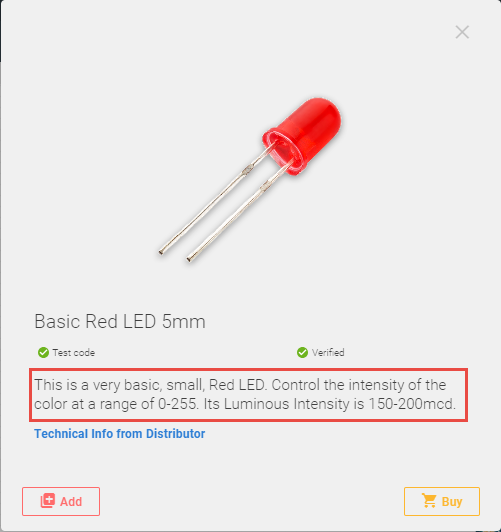 Basic Red LED 5mm
Test code
Verified
This is a very basic, small, Red LED. Control the intensity of the
color at a range of 0-255. Its Luminous Intensity is 150-200mcd.
Technical Info from Distributor
Add
Buy